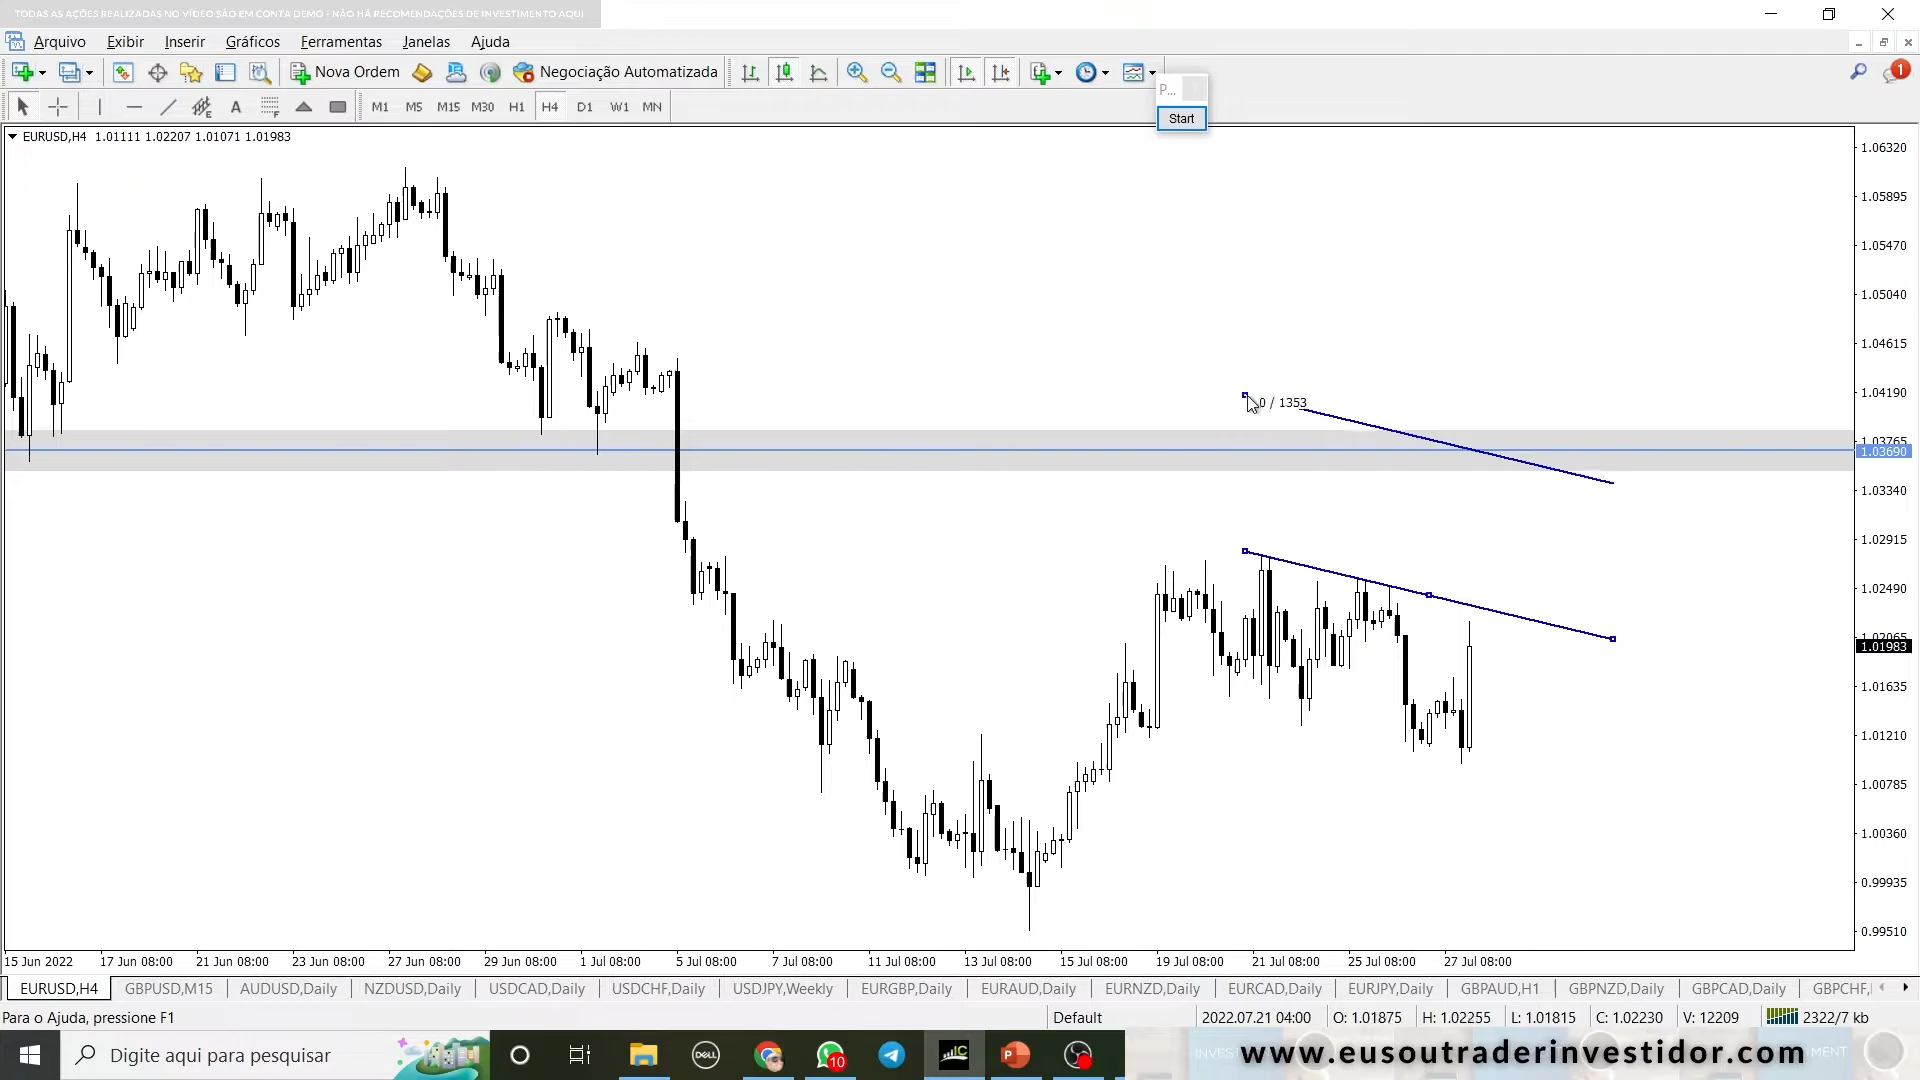 TODAS AS AÇÕES REALIZADAS NO VÍDEO SÃO EM CONTA DEMO - NÃO HÁ RECOMENDAÇÕES DE INVESTIMENTO AQUI
Arquivo Exibir Inserir Gráficos Ferramentas Janelas Ajuda
Nova Ordem Negociação Automatizada 1
P...
A M1 M5 M15 M30 H1 H4 D1 W1 MN
Start
EURUSD,H4 1.01111 1.02207 1.01071 1.01983
1.06320
1.05895
1.05470
1.05040
1.04615
1.04190
0 / 1353
1.03765
1.03690
1.03340
1.02915
1.02490
1.02065
1.01983
1.01635
1.01210
1.00785
1.00360
0.99935
0.99510
15 Jun 2022 17 Jun 08:00 21 Jun 08:00 23 Jun 08:00 27 Jun 08:00 29 Jun 08:00 1 Jul 08:00 5 Jul 08:00 7 Jul 08:00 11 Jul 08:00 13 Jul 08:00 15 Jul 08:00 19 Jul 08:00 21 Jul 08:00 25 Jul 08:00 27 Jul 08:00
EURUSD,H4 GBPUSD,M15 AUDUSD,Daily NZDUSD,Daily USDCAD,Daily USDCHF,Daily USDJPY,Weekly EURGBP,Daily EURAUD,Daily EURNZD,Daily EURCAD,Daily EURJPY,Daily GBPAUD,H1 GBPNZD,Daily GBPCAD,Daily GBPCHF,
Para o Ajuda, pressione F1 Default 2022.07.21 04:00 O: 1.01875 H: 1.02255 L: 1.01815 C: 1.02230 V: 12209 2322/7 kb
Digite aqui para pesquisar DELL 10 IC www.eusoutraderinvestidor.com